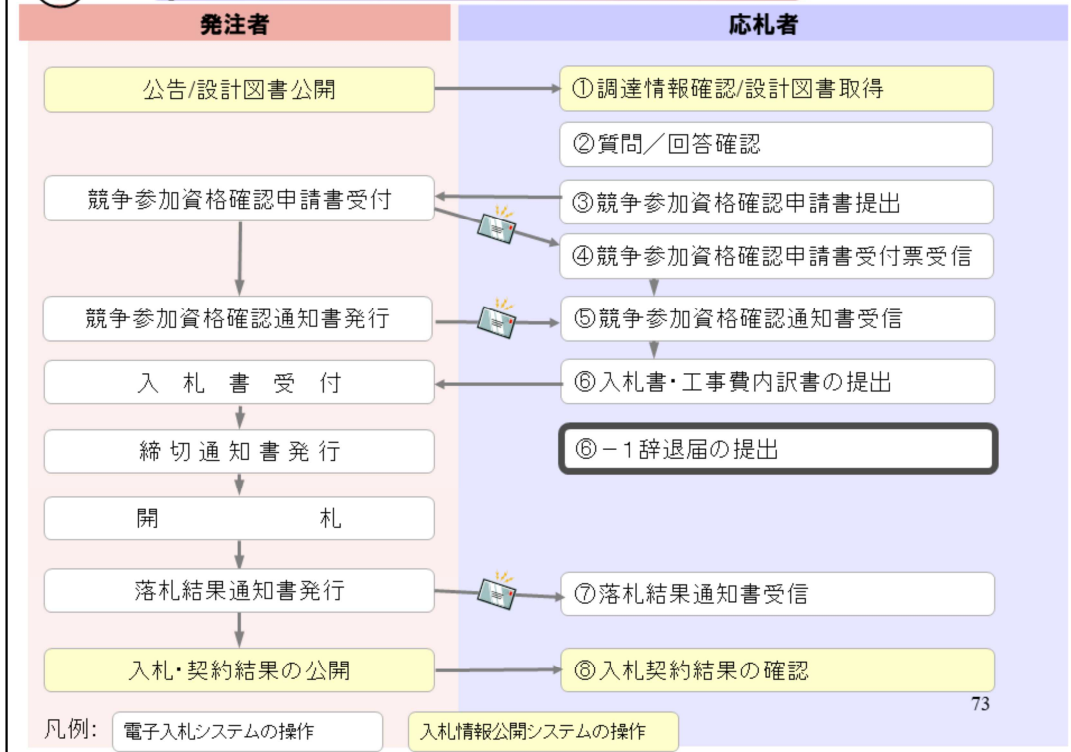 発注者
応札者
公告/設計図書公開
①調達情報確認/設計図書取得
②質問／回答確認
競争参加資格確認申請書受付
③競争参加資格確認申請書提出
④競争参加資格確認申請書受付票受信
競争参加資格確認通知書発行
⑤競争参加資格確認通知書受信
入 札 書 受 付
⑥入札書・工事費内訳書の提出
締 切 通 知 書 発 行
⑥－1辞退届の提出
開 札
落札結果通知書発行
⑦落札結果通知書受信
入札・契約結果の公開
⑧入札契約結果の確認
73
凡例:
電子入札システムの操作
入札情報公開システムの操作